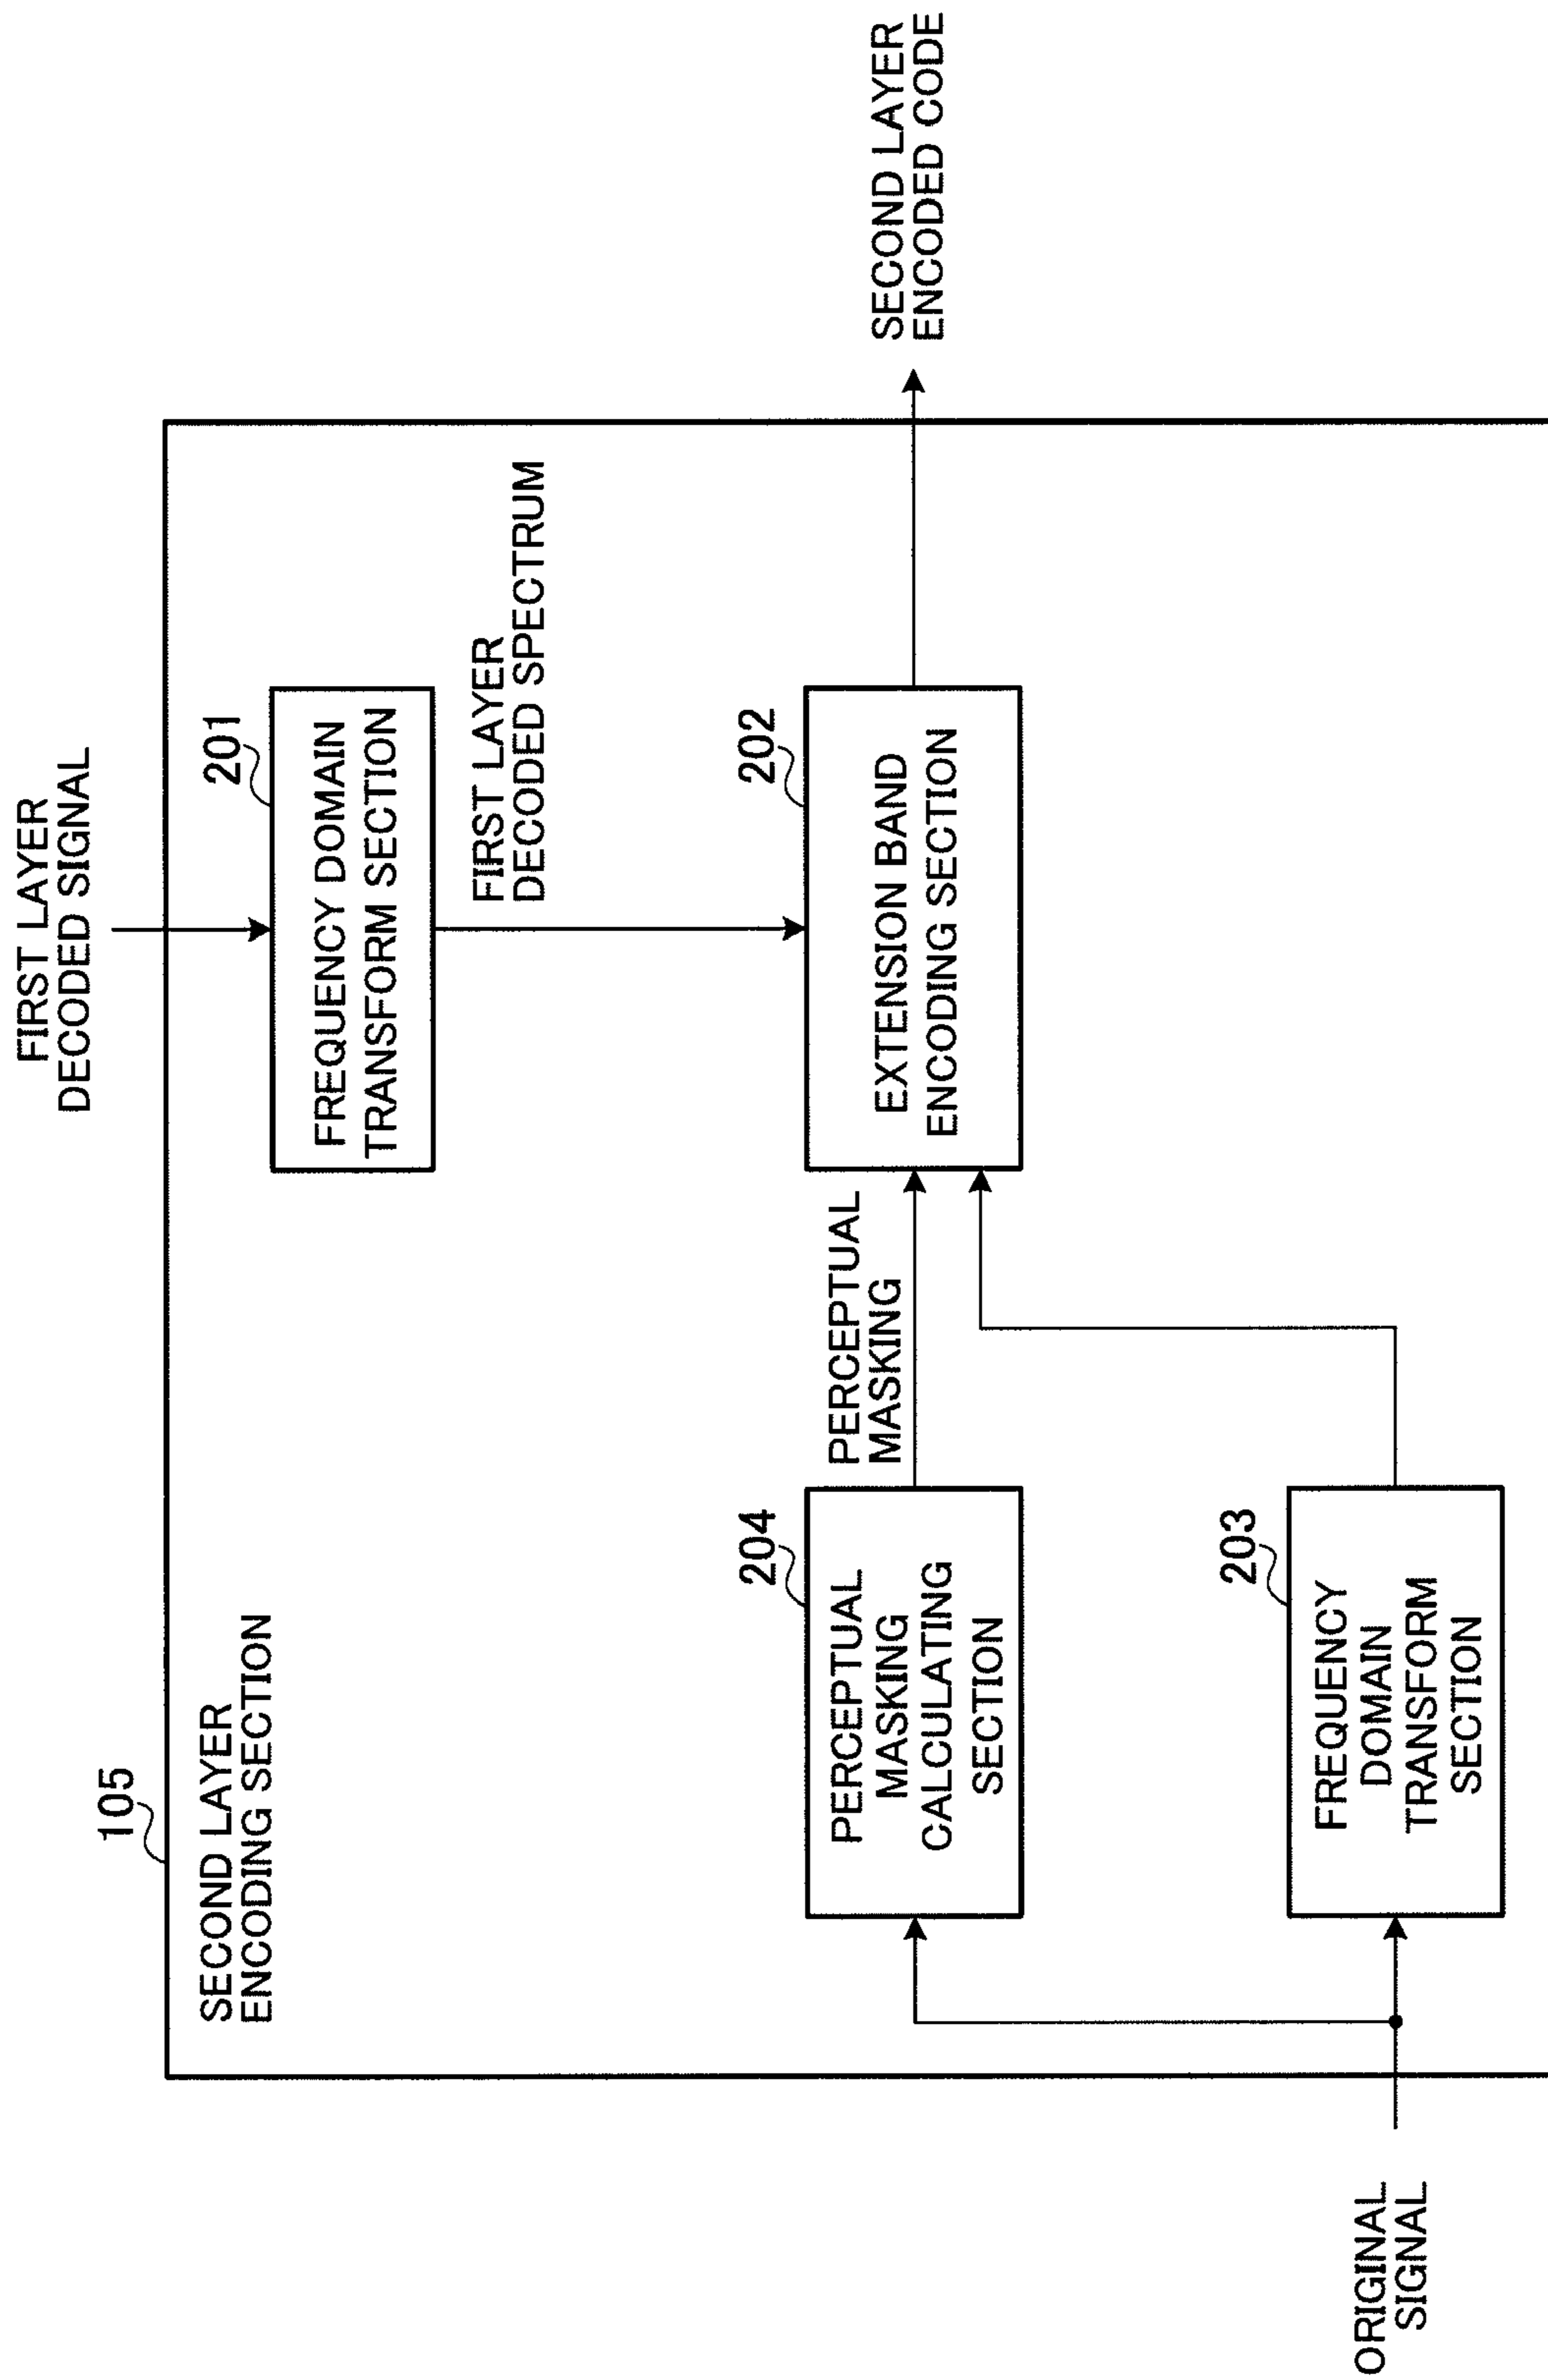 FIRST LAYER
DECODED SIGNAL
105
SECOND LAYER
ENCODING SECTION
201
FREQUENCY DOMAIN
TRANSFORM SECTION
FIRST LAYER
DECODED SPECTRUM
204
PERCEPTUAL
MASKING
CALCULATING
SECTION
PERCEPTUAL
MASKING
202
EXTENSION BAND
ENCODING SECTION
SECOND LAYER
ENCODED CODE
203
FREQUENCY
DOMAIN
TRANSFORM
SECTION
ORIGINAL
SIGNAL